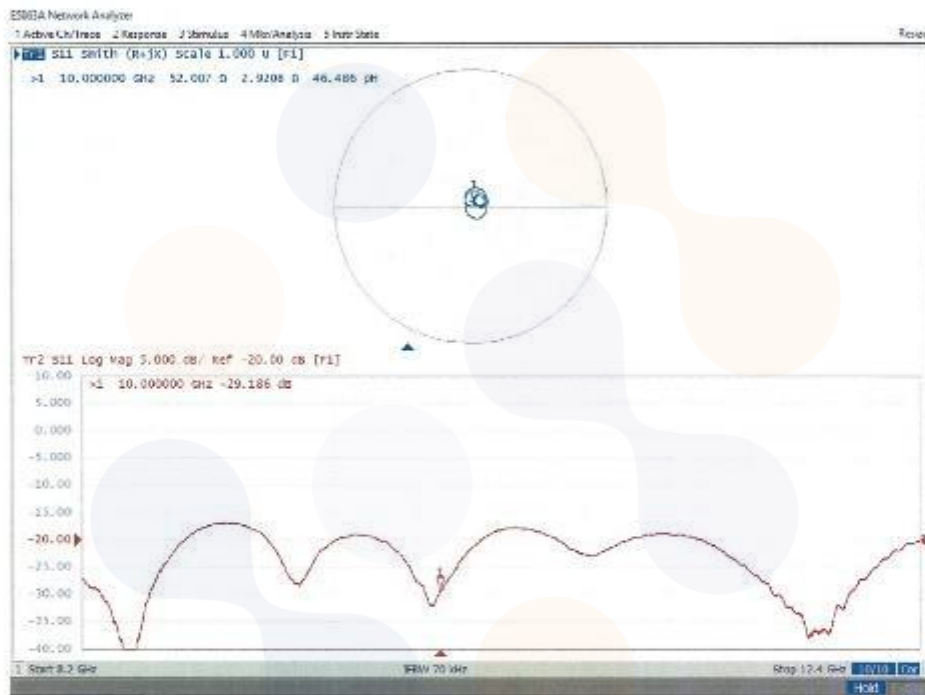 E5063A Network Analyzer
1 Active Ch/Trace 2 Response 3 Stimulus 4 Mkr/Analysis 5 Instr State
Tr1 S11 Smith (R+jX) Scale 1.000 U [F1]
>1 10.000000 GHz 52.007 Ω 2.9208 Ω 46.486 pH
1
Tr2 S11 Log Mag 5.000 dB/ Ref -20.00 dB [F1]
>1 10.000000 GHz -29.186 dB
10.00
5.000
0.000
-5.000
-10.00
-15.00
-20.00
-25.00
-30.00
-35.00
-40.00
1
1 Start 8.2 GHz IFBW 70 kHz Stop 12.4 GHz 10/10 Cor
Hold